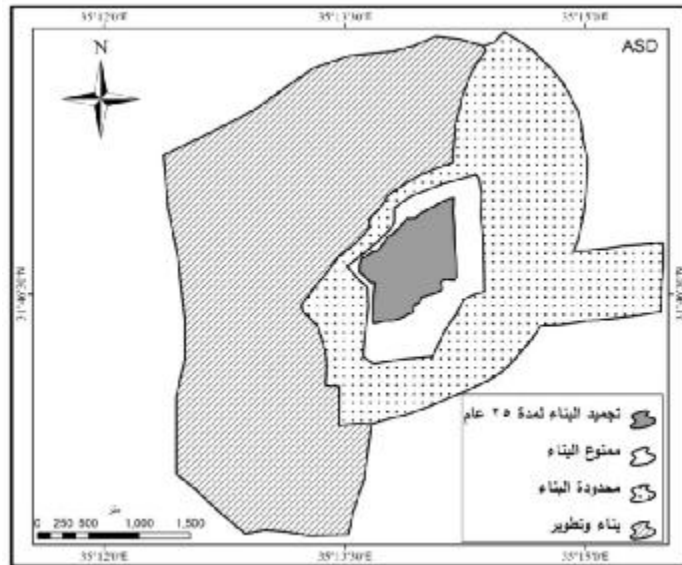 35°12'0"E 35°13'30"E 35°15'0"E
N
ASD
31°46'30"N 31°46'30"N
تجميد البناء لمدة ٢٥ عام
ممنوع البناء
محدودة البناء
بناء وتطوير
متر
0 250 500 1,000 1,500
35°12'0"E 35°13'30"E 35°15'0"E